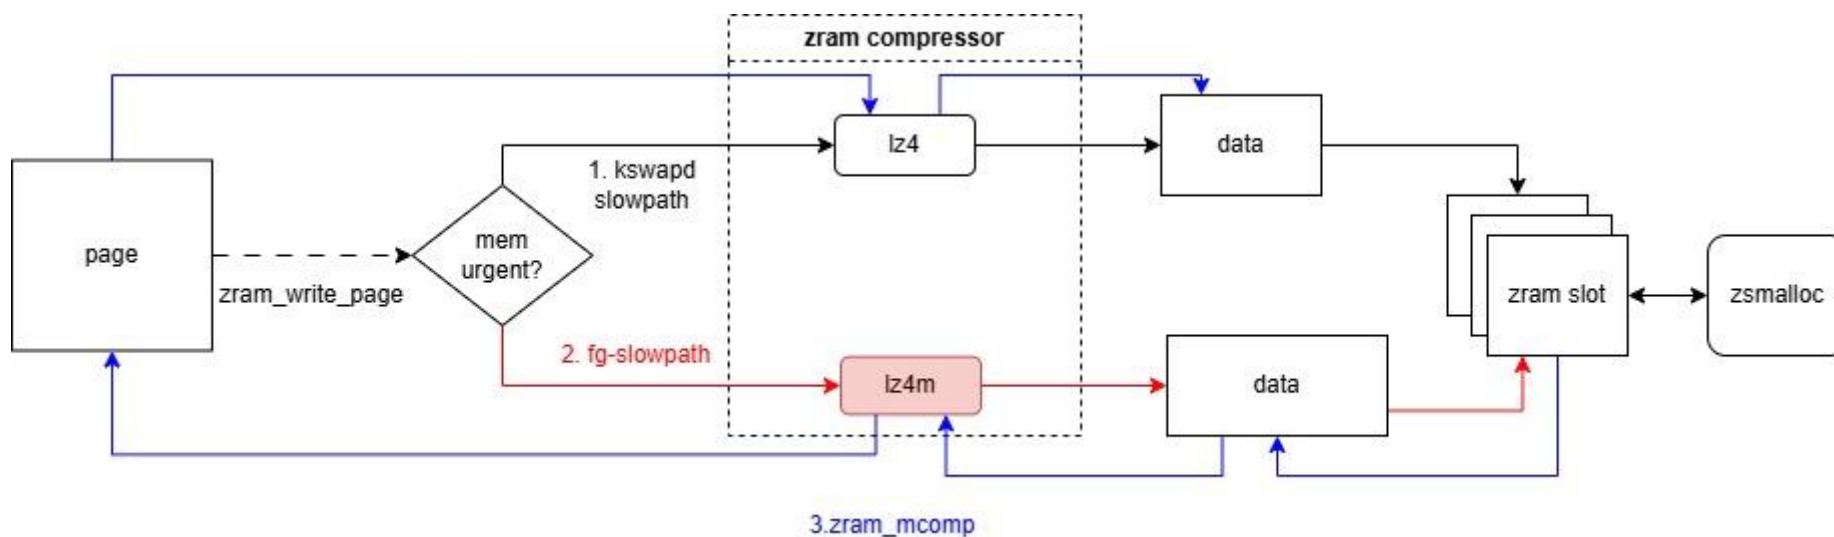 zram compressor
lz4
data
1. kswapd
slowpath
page
mem
urgent?
zram_write_page
zram slot
zsmalloc
2. fg-slowpath
lz4m
data
3.zram_mcomp